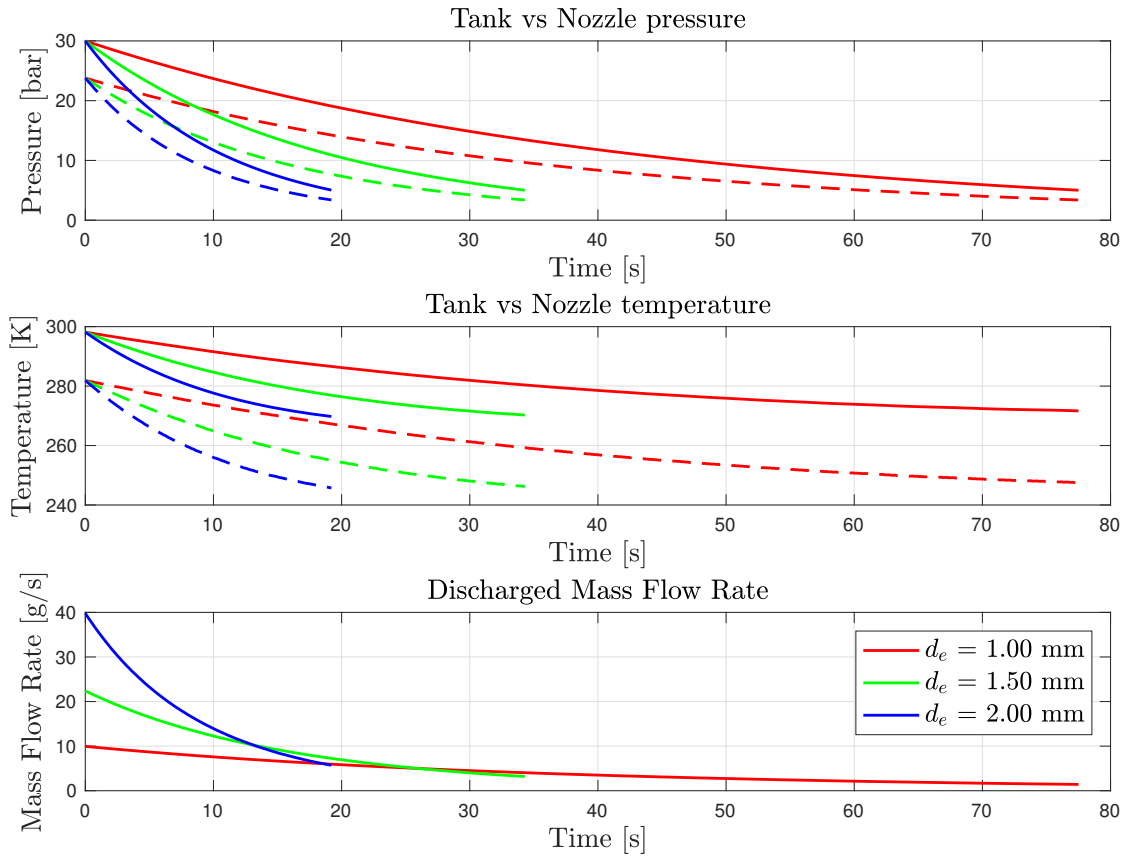 Tank vs Nozzle pressure
Pressure [bar]
30
20
10
0
0 10 20 30 40 50 60 70 80
Time [s]
Tank vs Nozzle temperature
Temperature [K]
300
280
260
240
0 10 20 30 40 50 60 70 80
Time [s]
Discharged Mass Flow Rate
Mass Flow Rate [g/s]
40
30
20
10
0
0 10 20 30 40 50 60 70 80
Time [s]
d_e = 1.00 mm
d_e = 1.50 mm
d_e = 2.00 mm